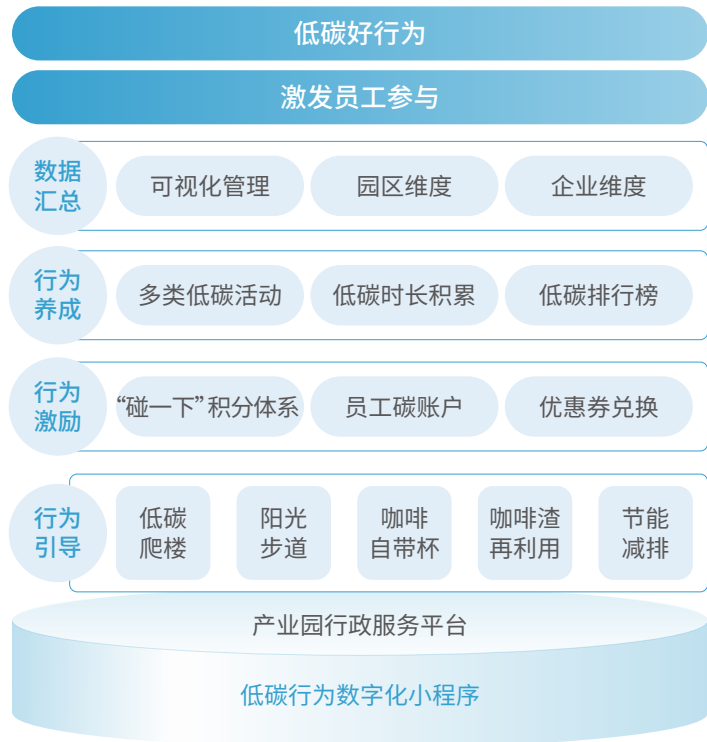 低碳好行为
激发员工参与
数据
汇总
可视化管理 园区维度 企业维度
行为
养成
多类低碳活动 低碳时长积累 低碳排行榜
行为
激励
“碰一下”积分体系 员工碳账户 优惠券兑换
行为
引导
低碳
爬楼
阳光
步道
咖啡
自带杯
咖啡渣
再利用
节能
减排
产业园行政服务平台
低碳行为数字化小程序